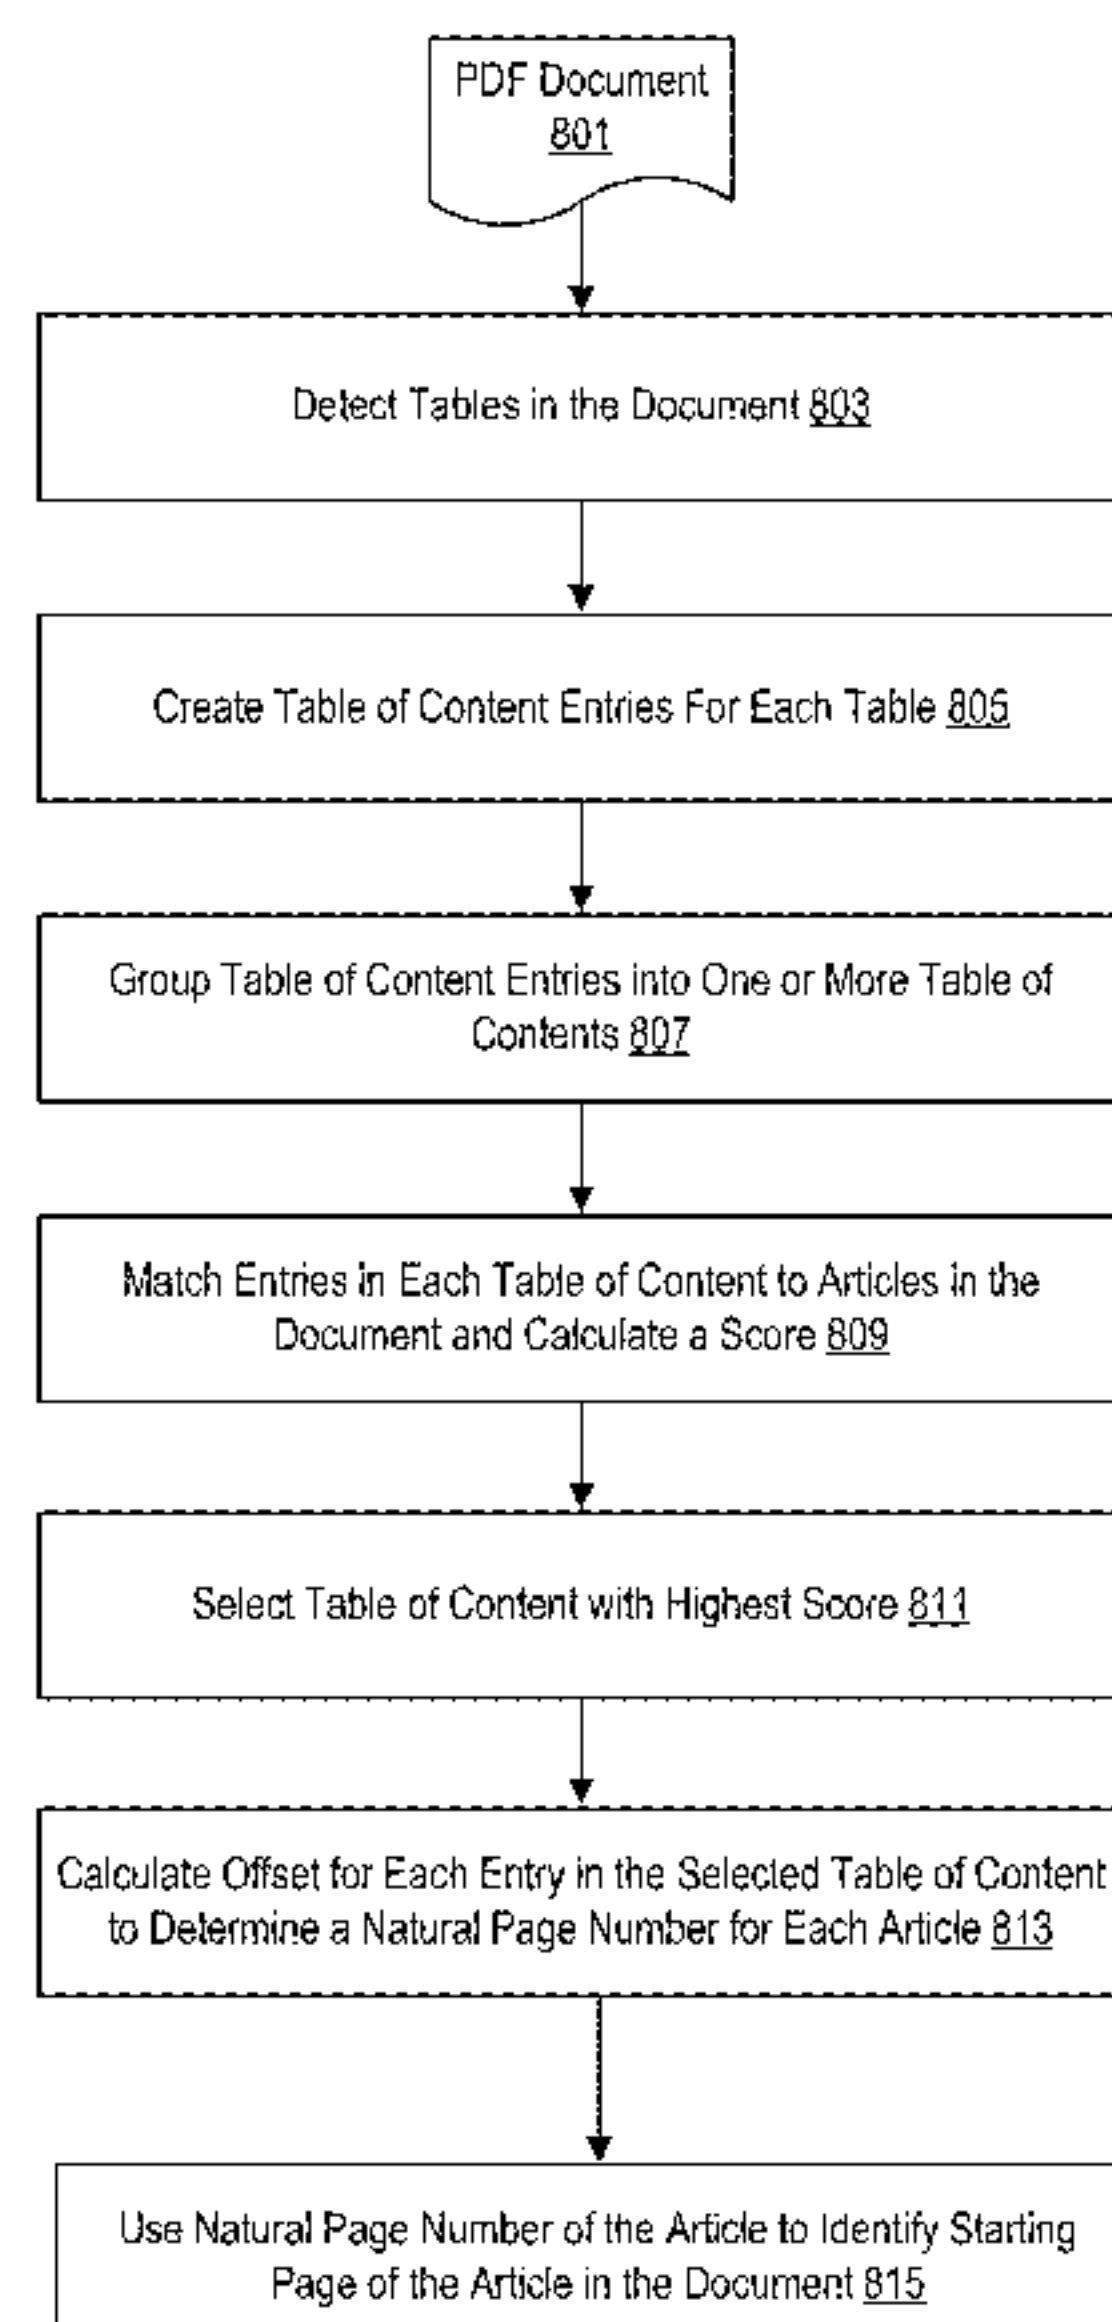 PDF Document
801
Detect Tables in the Document 803
Create Table of Content Entries For Each Table 805
Group Table of Content Entries into One or More Table of
Contents 807
Match Entries in Each Table of Content to Articles in the
Document and Calculate a Score 809
Select Table of Content with Highest Score 811
Calculate Offset for Each Entry in the Selected Table of Content
to Determine a Natural Page Number for Each Article 813
Use Natural Page Number of the Article to Identify Starting
Page of the Article in the Document 815